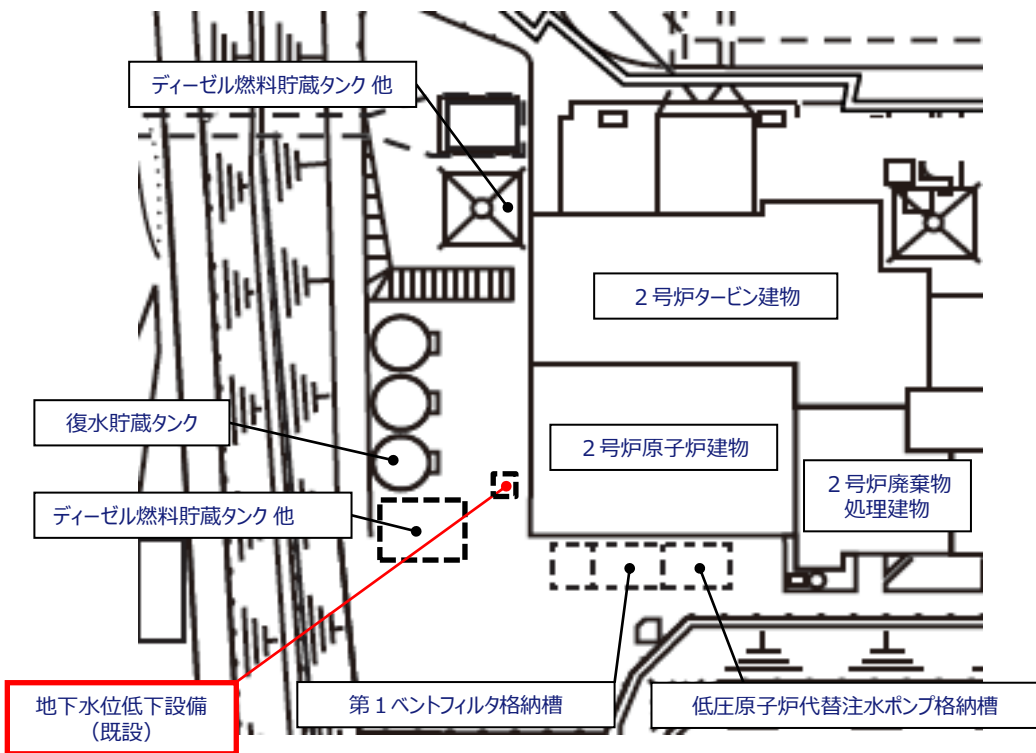 ディーゼル燃料貯蔵タンク 他
２号炉タービン建物
復水貯蔵タンク
２号炉原子炉建物
２号炉廃棄物
処理建物
ディーゼル燃料貯蔵タンク 他
地下水位低下設備
（既設）
第１ベントフィルタ格納槽
低圧原子炉代替注水ポンプ格納槽